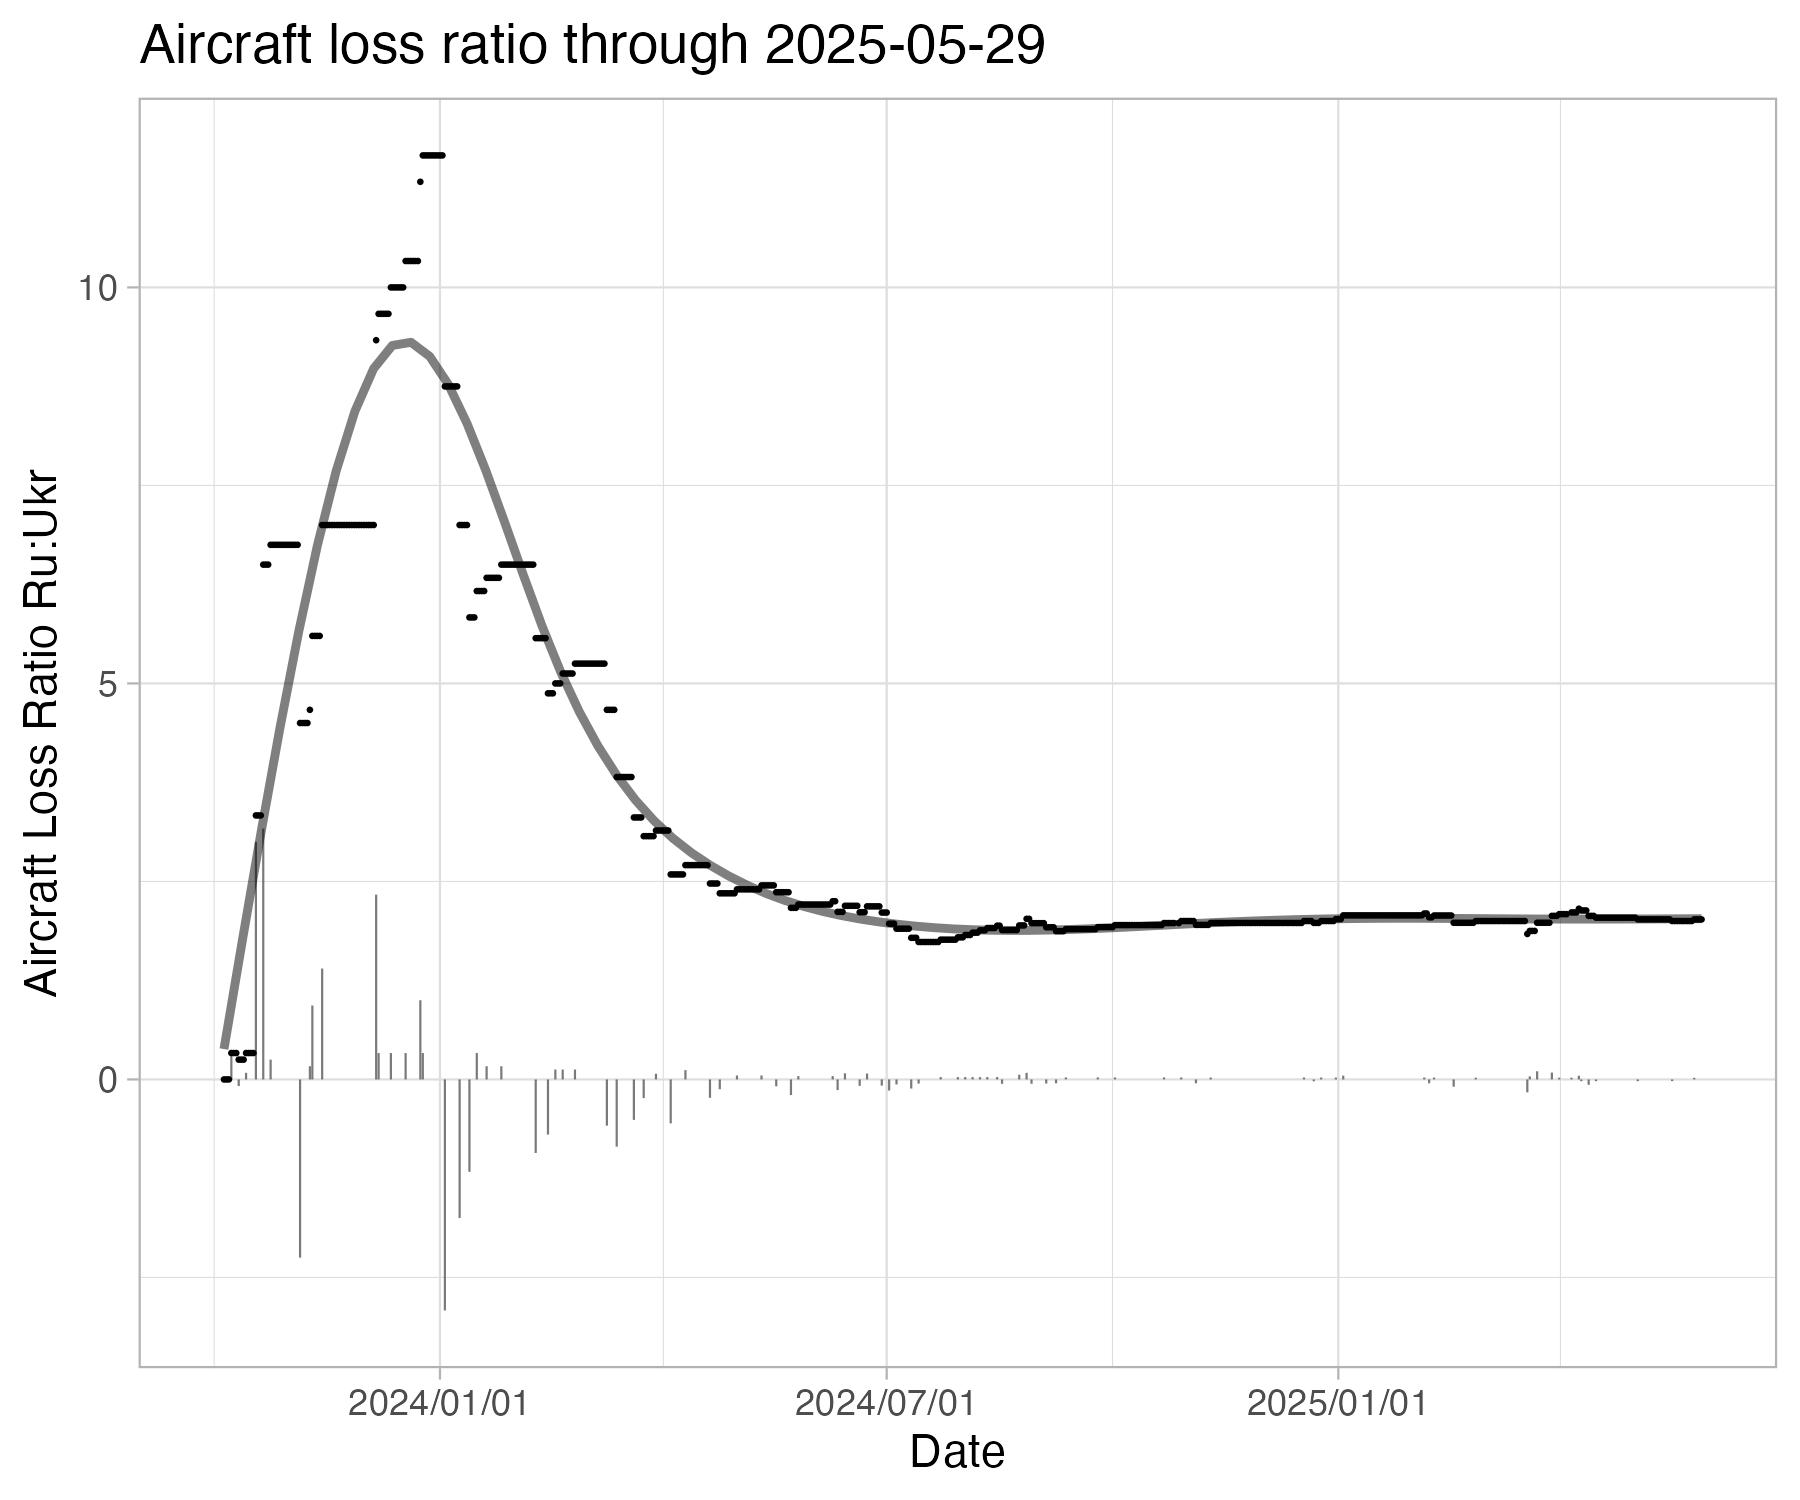 Aircraft loss ratio through 2025-05-29
Aircraft Loss Ratio Ru:Ukr
10
5
0
2024/01/01
2024/07/01
2025/01/01
Date